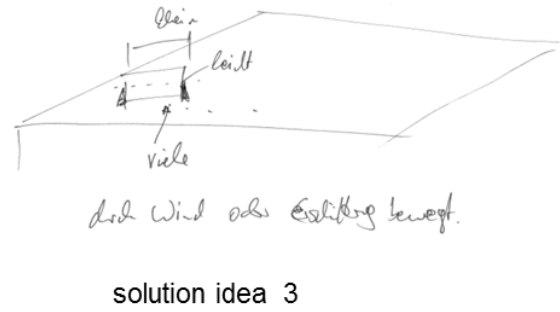 klein
leicht
viele
durch Wind oder Erschütterung bewegt.
solution idea 3